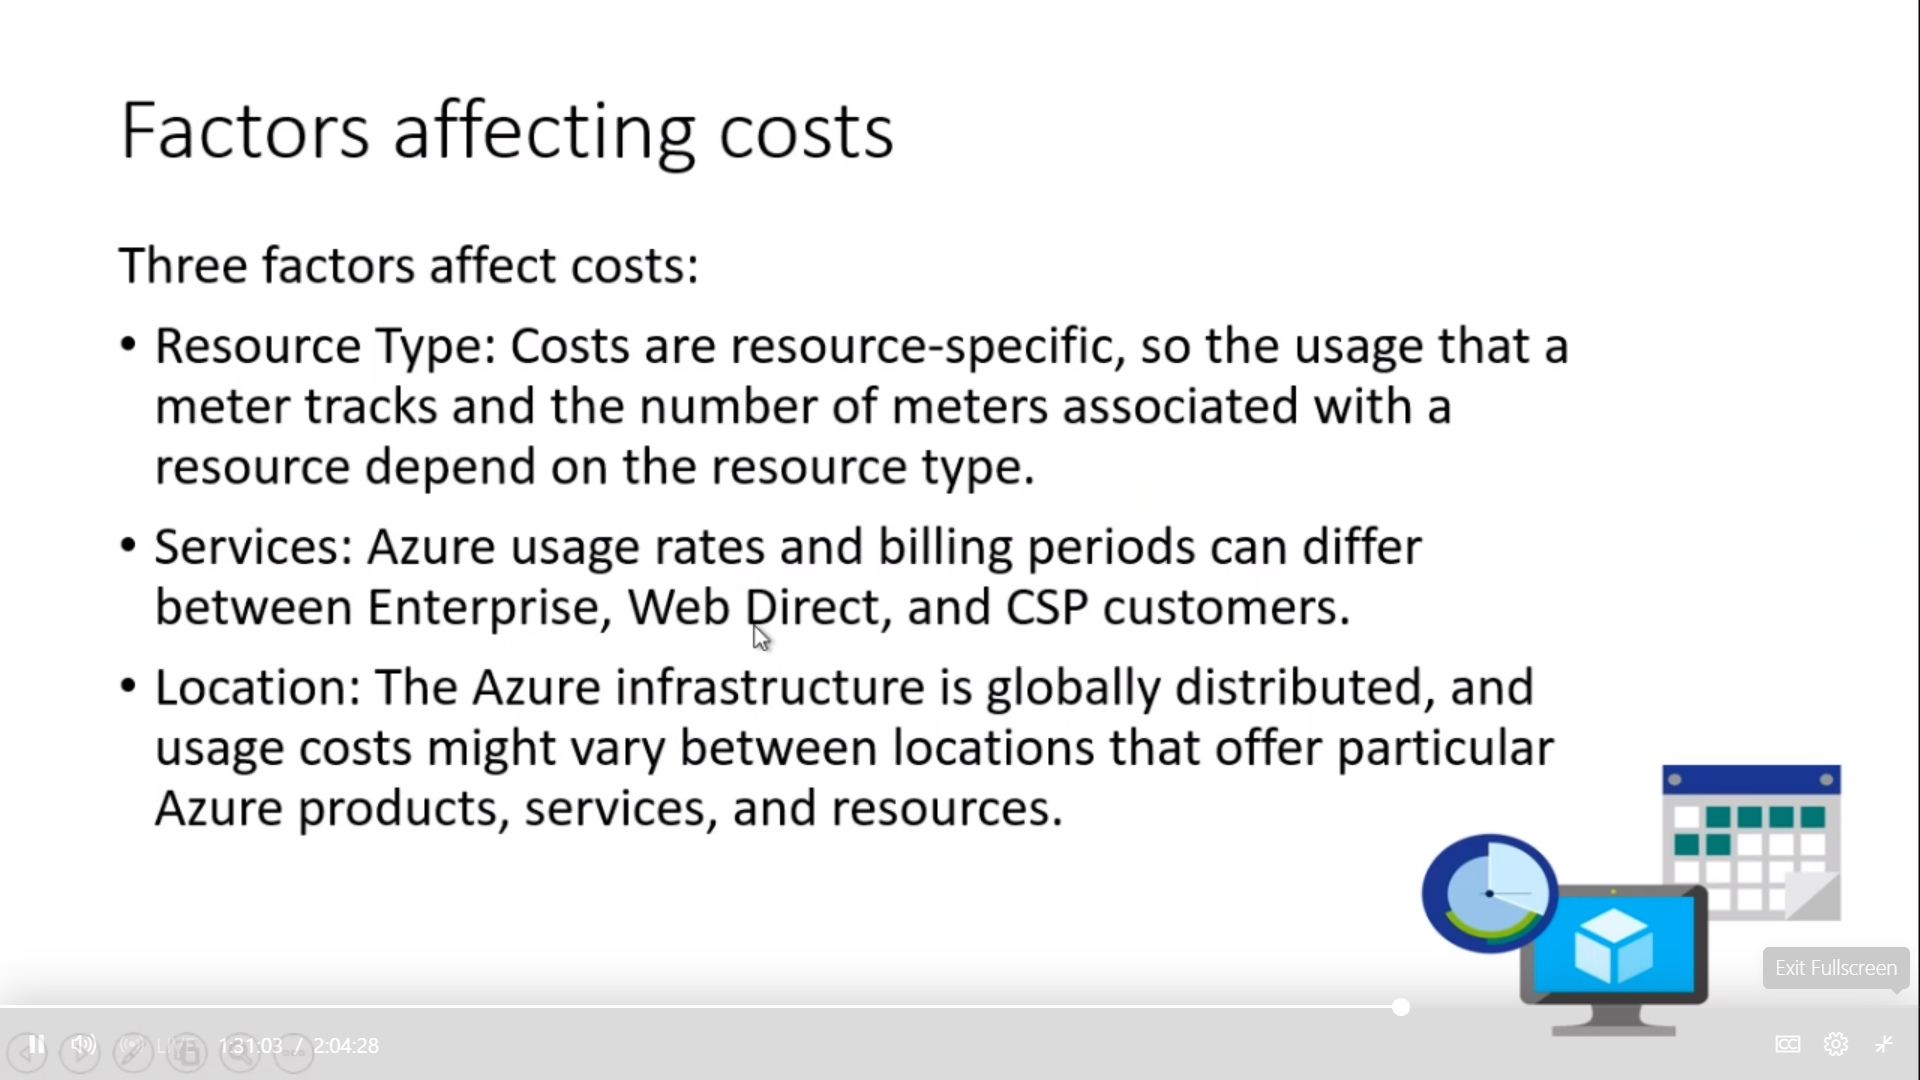 Factors affecting costs
Three factors affect costs:
• Resource Type: Costs are resource-specific, so the usage that a
meter tracks and the number of meters associated with a
resource depend on the resource type.
• Services: Azure usage rates and billing periods can differ
between Enterprise, Web Direct, and CSP customers.
• Location: The Azure infrastructure is globally distributed, and
usage costs might vary between locations that offer particular
Azure products, services, and resources.
Exit Fullscreen
LIVE 1:31:03 / 2:04:28
CC